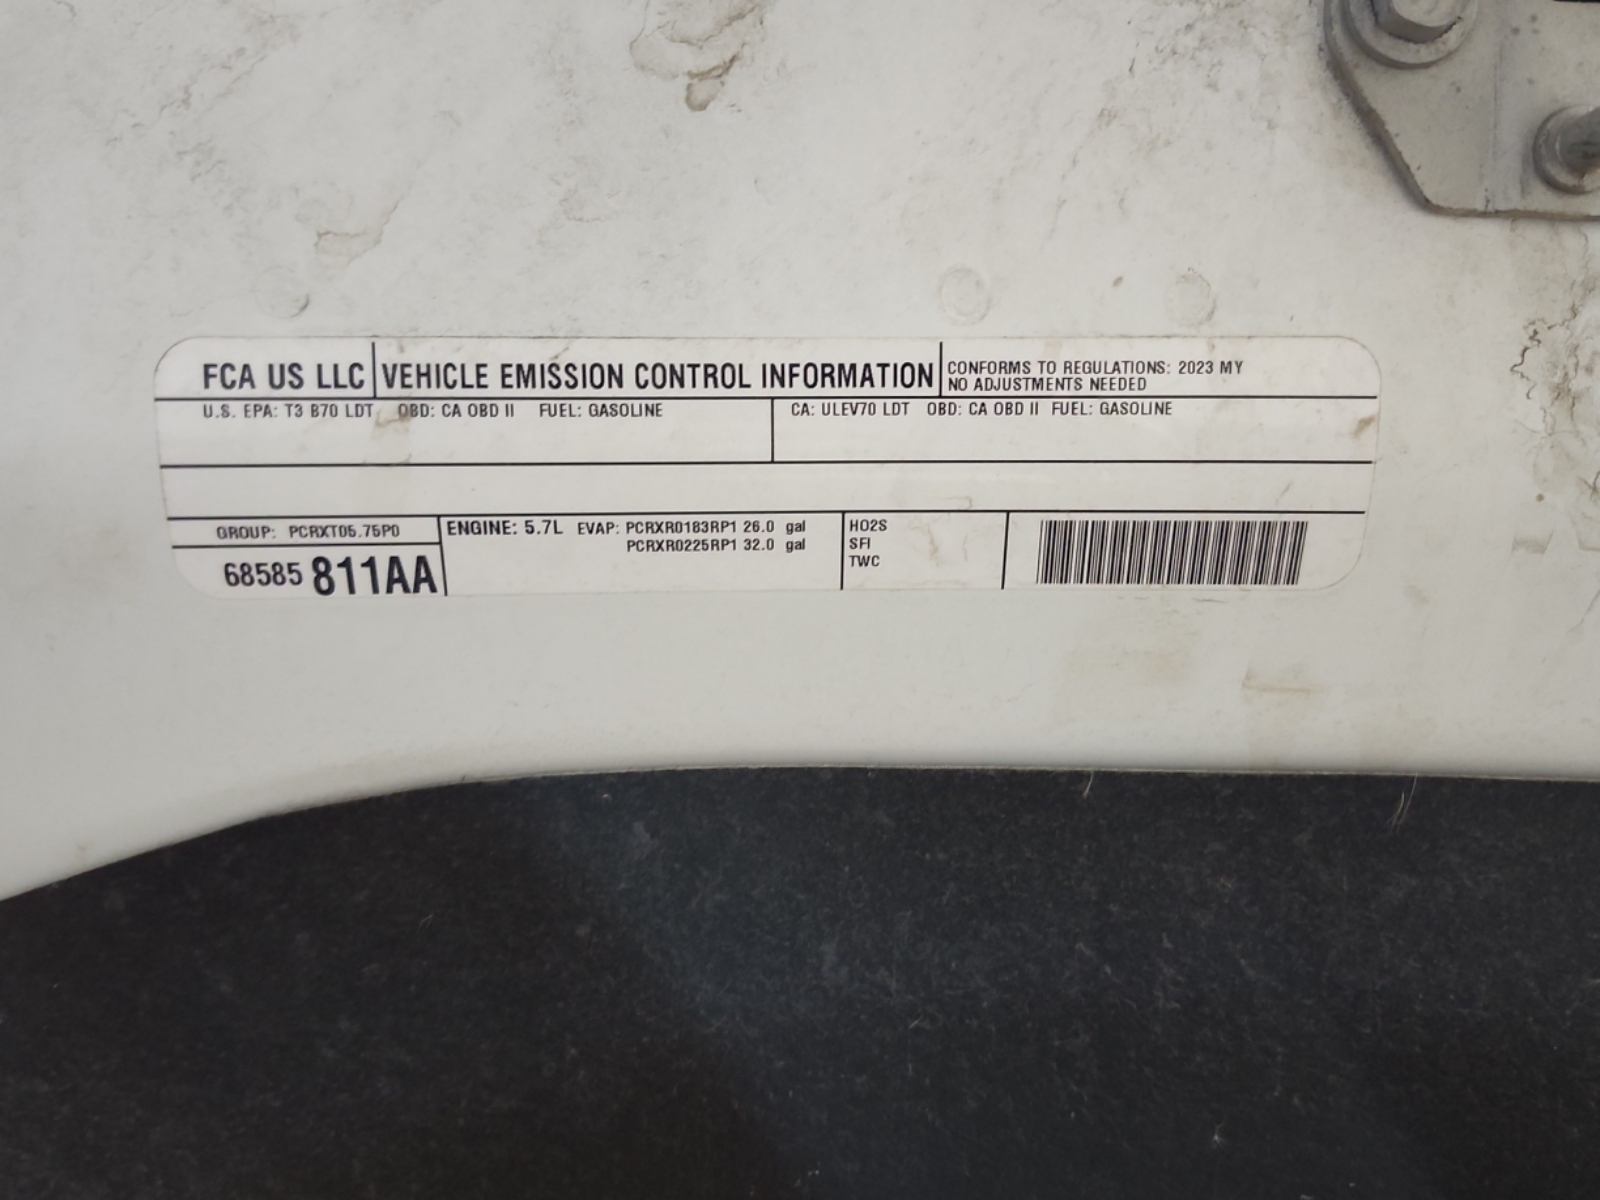 FCA US LLC VEHICLE EMISSION CONTROL INFORMATION
CONFORMS TO REGULATIONS: 2023 MY
NO ADJUSTMENTS NEEDED
U.S. EPA: T3 B70 LDT OBD: CA OBD II FUEL: GASOLINE
CA: ULEV70 LDT OBD: CA OBD II FUEL: GASOLINE
GROUP: PCRXT05.75P0
68585 811AA
ENGINE: 5.7L EVAP: PCRXR0183RP1 26.0 gal
PCRXR0225RP1 32.0 gal
HO2S
SFI
TWC